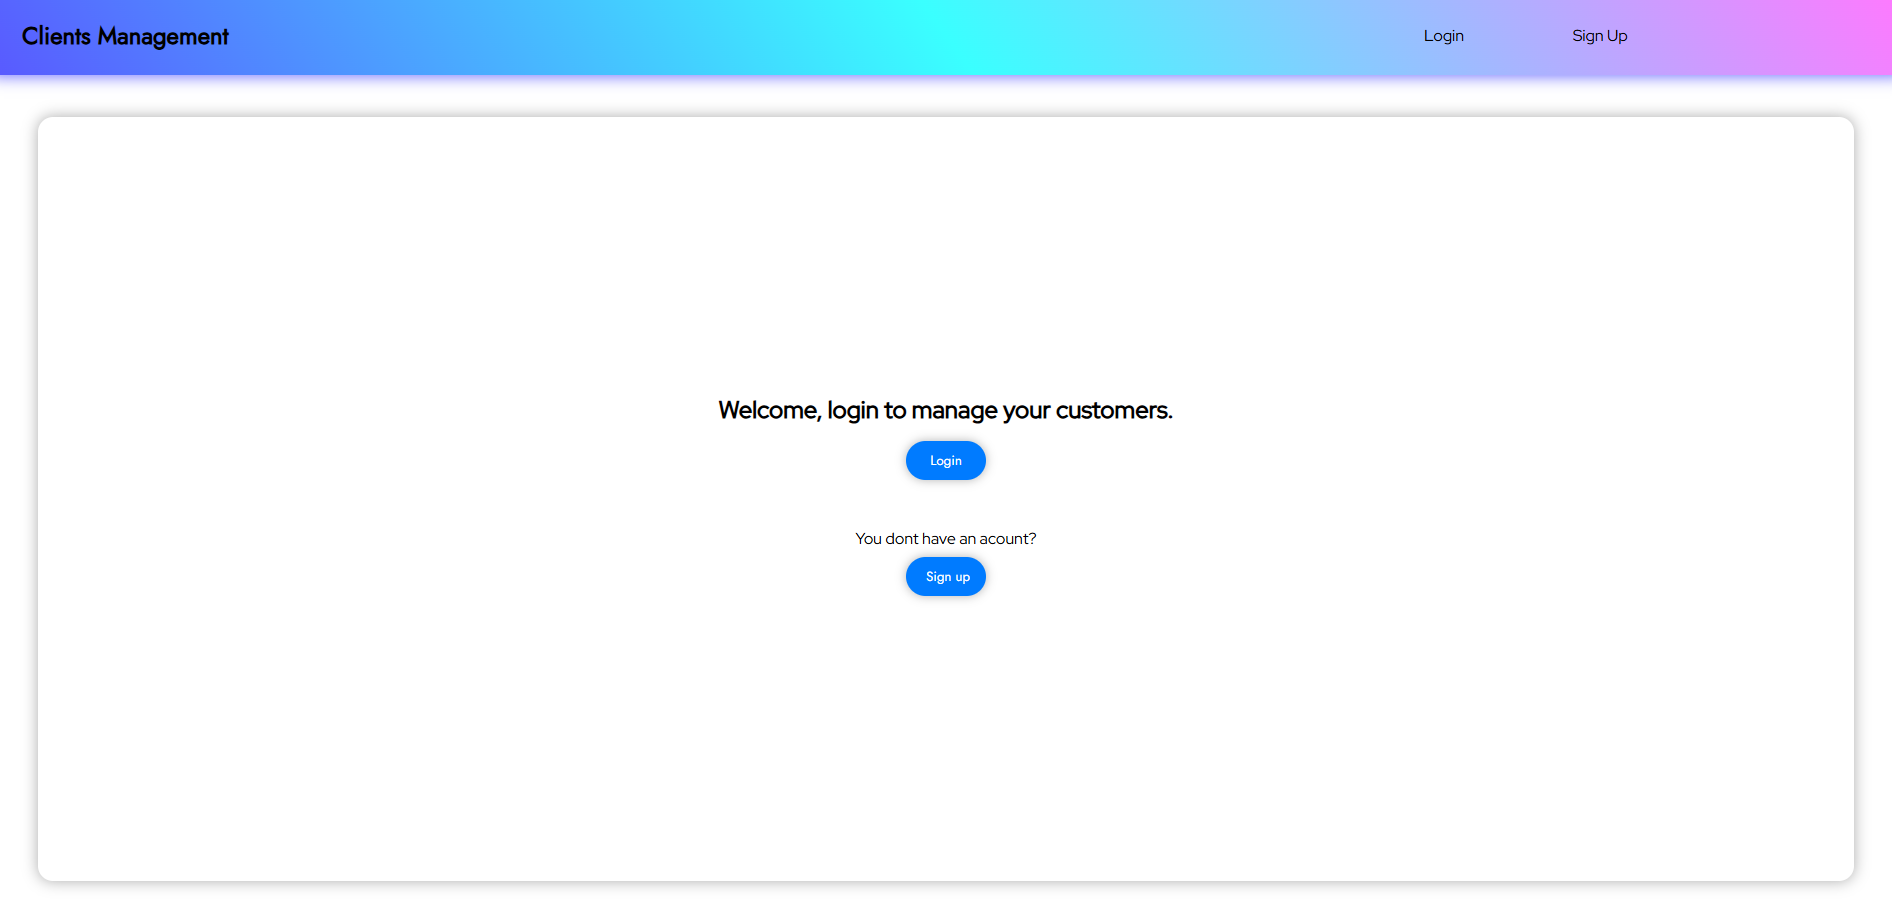 Clients Management
Login
Sign Up
Welcome, login to manage your customers.
Login
You dont have an acount?
Sign up